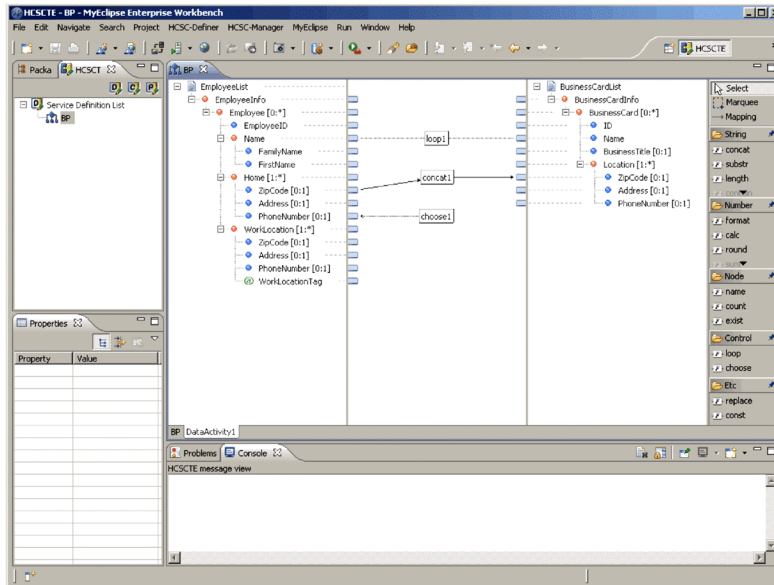 HCSCTE - BP - MyEclipse Enterprise Workbench
File Edit Navigate Search Project HCSC-Definer HCSC-Manager MyEclipse Run Window Help
HCSCTE
Packa HCSCT
Service Definition List
BP
Properties
Property Value
BP
EmployeeList
EmployeeInfo
Employee [0:*]
EmployeeID
Name
FamilyName
FirstName
Home [1:*]
ZipCode [0:1]
Address [0:1]
PhoneNumber [0:1]
WorkLocation [1:*]
ZipCode [0:1]
Address [0:1]
PhoneNumber [0:1]
WorkLocationTag
loop1
concat1
choose1
BusinessCardList
BusinessCardInfo
BusinessCard [0:*]
ID
Name
BusinessTitle [0:1]
Location [1:*]
ZipCode [0:1]
Address [0:1]
PhoneNumber [0:1]
Select
Marquee
Mapping
String
concat
substr
length
Number
format
calc
round
Node
name
count
exist
Control
loop
choose
Etc
replace
const
BP DataActivity1
Problems Console
HCSCTE message view